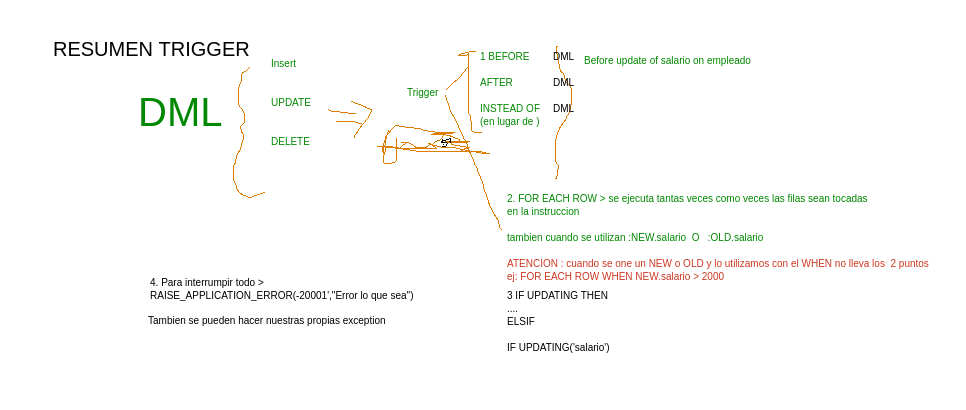 RESUMEN TRIGGER
DML
Insert
UPDATE
DELETE
Trigger
1 BEFORE DML
AFTER DML
INSTEAD OF DML
(en lugar de )
Before update of salario on empleado
2. FOR EACH ROW > se ejecuta tantas veces como veces las filas sean tocadas
en la instruccion
tambien cuando se utilizan :NEW.salario O :OLD.salario
ATENCION : cuando se one un NEW o OLD y lo utilizamos con el WHEN no lleva los 2 puntos
ej: FOR EACH ROW WHEN NEW.salario > 2000
3 IF UPDATING THEN
....
ELSIF
IF UPDATING('salario')
4. Para interrumpir todo >
RAISE_APPLICATION_ERROR(-20001',"Error lo que sea")
Tambien se pueden hacer nuestras propias exception